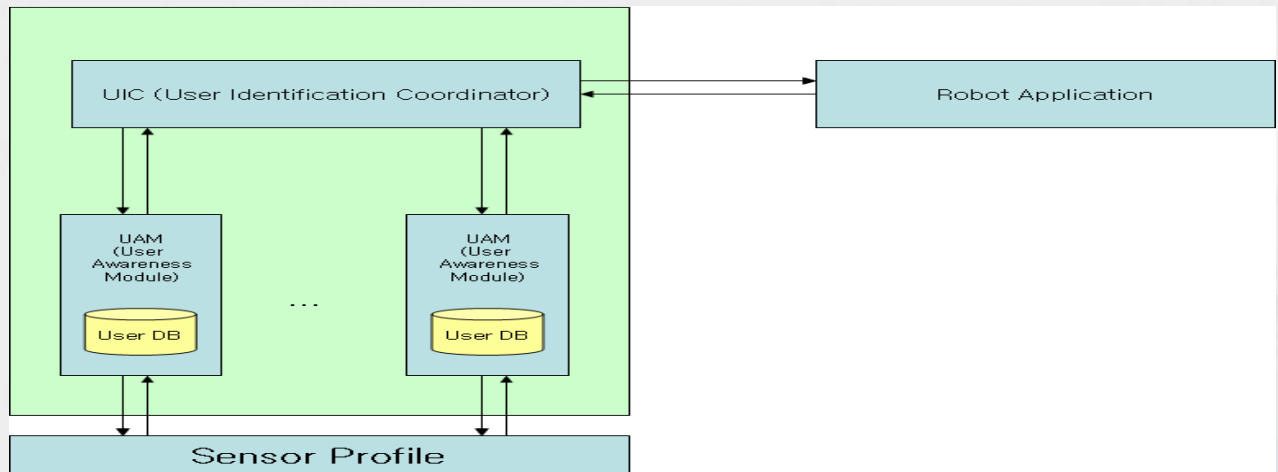 UIC (User Identification Coordinator)
Robot Application
UAM
(User
Awareness
Module)
User DB
...
UAM
(User
Awareness
Module)
User DB
Sensor Profile